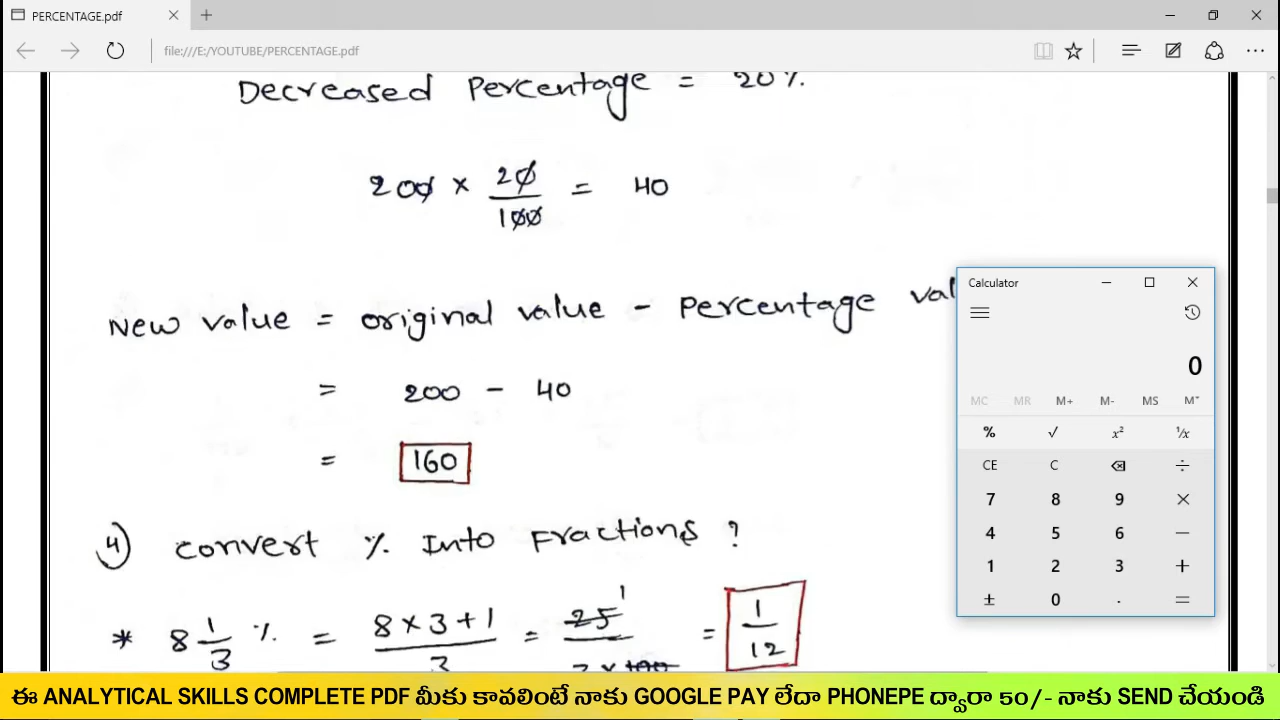 PERCENTAGE.pdf
file:///E:/YOUTUBE/PERCENTAGE.pdf
Decreased Percentage = 20%.
200 × 20/100 = 40
New value = original value - Percentage val
= 200 - 40
= 160
4) convert % Into Fractions ?
* 8 1/3 % = 8 × 3 + 1 / 3 = 25 1 / 3 × 100 = 1/12
Calculator
0
MC MR M+ M- MS M˅
% √ x² ¹/x
CE C ÷
7 8 9 ×
4 5 6 −
1 2 3 +
± 0 . =
ఈ ANALYTICAL SKILLS COMPLETE PDF మీకు కావలింటే నాకు GOOGLE PAY లేదా PHONEPE ద్వారా 50/- నాకు SEND చేయండి